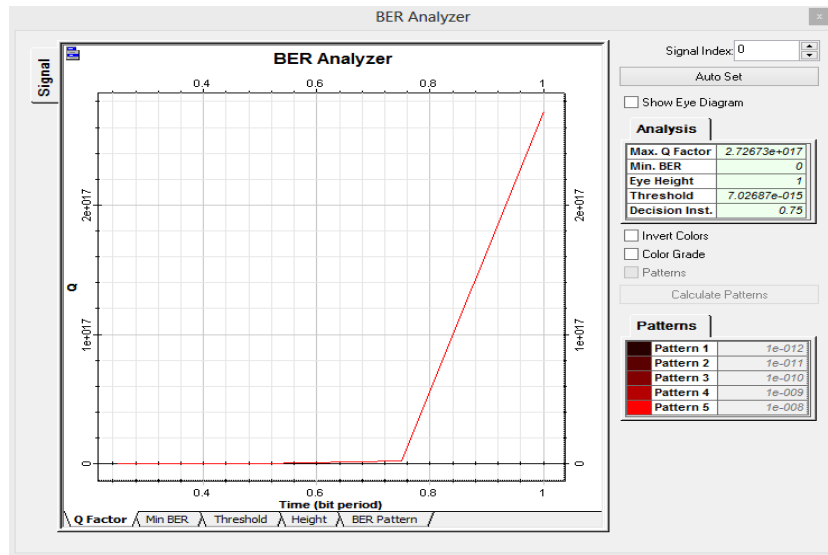 BER Analyzer
x
Signal
BER Analyzer
0.4 0.6 0.8 1
2e+017 2e+017
Q
1e+017 1e+017
0 0
0.4 0.6 0.8 1
Time (bit period)
Q Factor Min BER Threshold Height BER Pattern
Signal Index: 0
Auto Set
Show Eye Diagram
Analysis
Max. Q Factor 2.72673e+017
Min. BER 0
Eye Height 1
Threshold 7.02687e-015
Decision Inst. 0.75
Invert Colors
Color Grade
Patterns
Calculate Patterns
Patterns
Pattern 1 1e-012
Pattern 2 1e-011
Pattern 3 1e-010
Pattern 4 1e-009
Pattern 5 1e-008